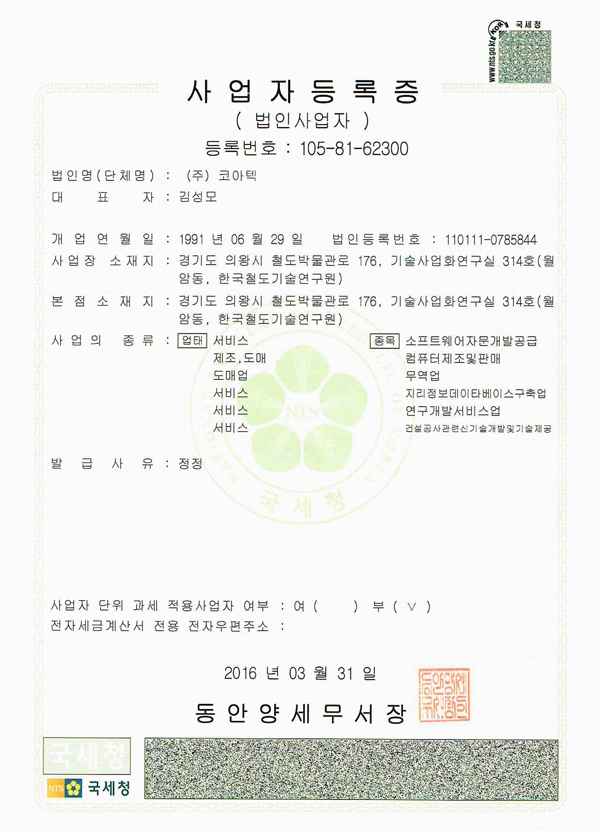 국세청
www.nts.go.kr
사업자등록증
( 법인사업자 )
등록번호 : 105-81-62300
법인명(단체명) : (주) 코아텍
대 표 자 : 김성모
개 업 연 월 일 : 1991 년 06 월 29 일 법인등록번호 : 110111-0785844
사업장 소재지 : 경기도 의왕시 철도박물관로 176, 기술사업화연구실 314호(월
암동, 한국철도기술연구원)
본점소재지 : 경기도 의왕시 철도박물관로 176, 기술사업화연구실 314호(월
암동, 한국철도기술연구원)
사업의 종류 : 업태 서비스 종목 소프트웨어자문개발공급
제조,도매 컴퓨터제조및판매
도매업 무역업
서비스 지리정보데이타베이스구축업
서비스 연구개발서비스업
서비스 건설공사관련신기술개발및기술제공
NATIONAL REPUBLIC OF KOREA
NTS
국세청
발 급 사 유 : 정정
사업자 단위 과세 적용사업자 여부 : 여 ( ) 부 ( ∨ )
전자세금계산서 전용 전자우편주소 :
2016 년 03 월 31 일
동안양세무서장
국세청
NTS 국세청